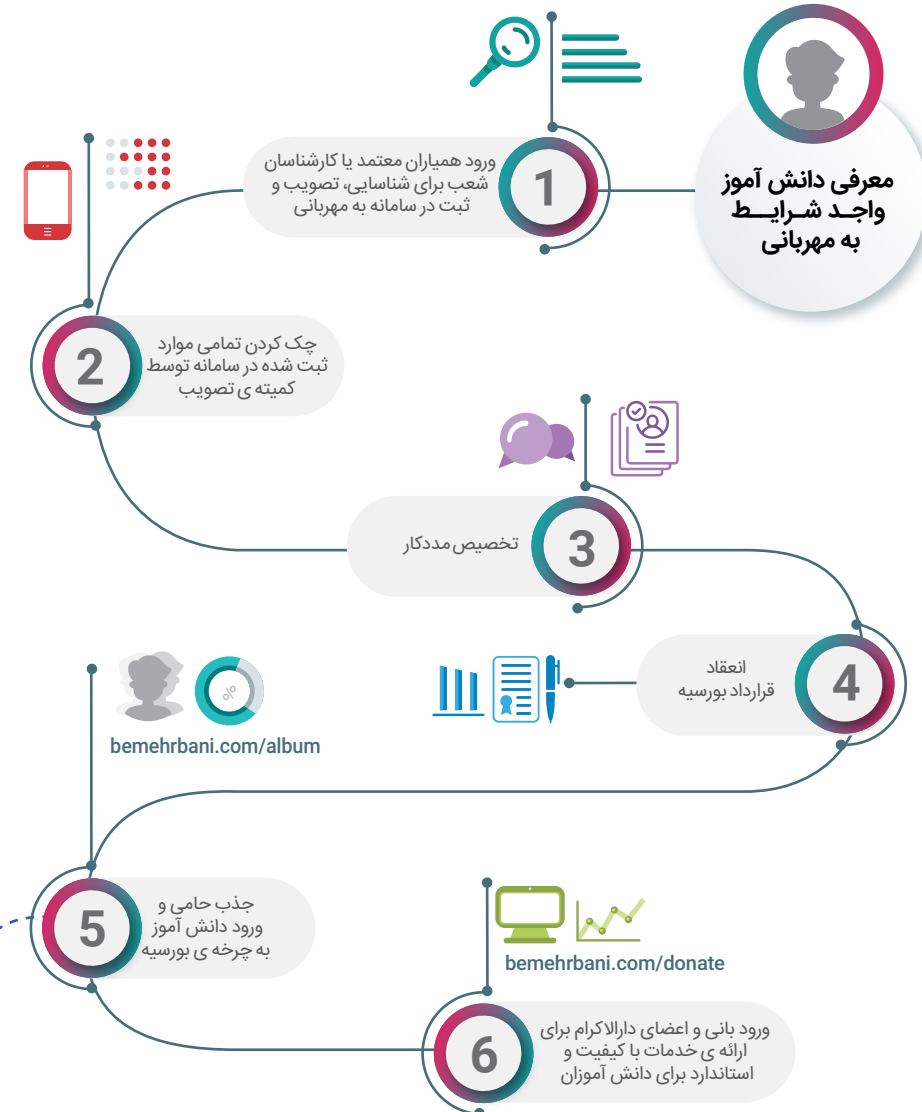 معرفی دانش آموز
واجد شرایط
به مهربانی
1
ورود همیاران معتمد یا کارشناسان
شعب برای شناسایی، تصویب و
ثبت در سامانه به مهربانی
2
چک کردن تمامی موارد
ثبت شده در سامانه توسط
کمیته ی تصویب
3
تخصیص مددکار
4
انعقاد
قرارداد بورسیه
%
bemehrbani.com/album
5
جذب حامی و
ورود دانش آموز
به چرخه ی بورسیه
bemehrbani.com/donate
6
ورود بانی و اعضای دارالاکرام برای
ارائه ی خدمات با کیفیت و
استاندارد برای دانش آموزان